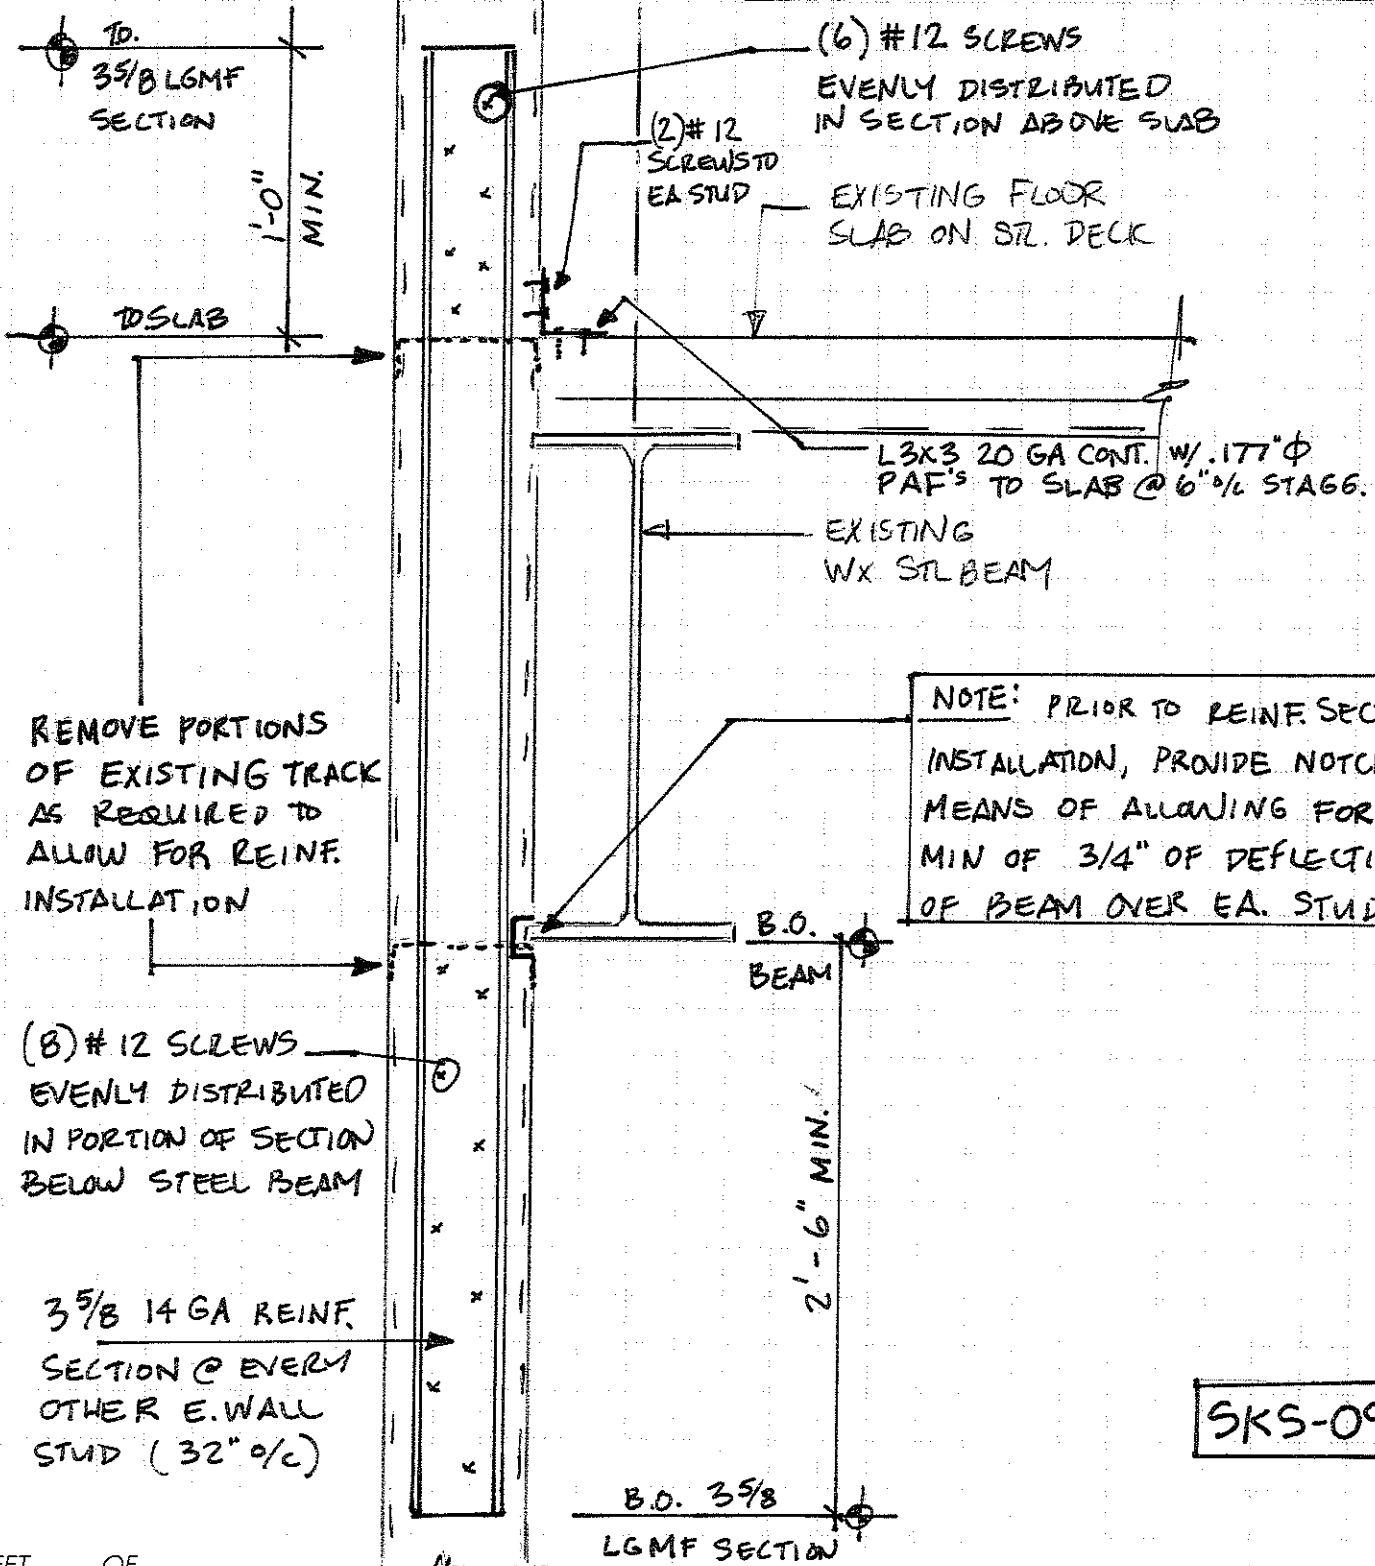 T.O.
3 5/8 LGMF
SECTION
1'-0"
MIN.
TO SLAB
(6) #12 SCREWS
EVENLY DISTRIBUTED
IN SECTION ABOVE SLAB
(2) #12
SCREWS TO
EA STUD
EXISTING FLOOR
SLAB ON STL. DECK
L3x3 20 GA CONT. W/ .177"Φ
PAF'S TO SLAB @ 6" o/c STAGG.
EXISTING
Wx STL BEAM
REMOVE PORTIONS
OF EXISTING TRACK
AS REQUIRED TO
ALLOW FOR REINF.
INSTALLATION
NOTE: PRIOR TO REINF. SEC
INSTALLATION, PROVIDE NOTC
MEANS OF ALLOWING FOR
MIN OF 3/4" OF DEFLECTI
OF BEAM OVER EA. STUD
B.O.
BEAM
(8) #12 SCREWS
EVENLY DISTRIBUTED
IN PORTION OF SECTION
BELOW STEEL BEAM
2'-6" MIN.
3 5/8 14 GA REINF.
SECTION @ EVERY
OTHER E. WALL
STUD (32" o/c)
SKS-09
B.O. 3 5/8
LGMF SECTION
OF